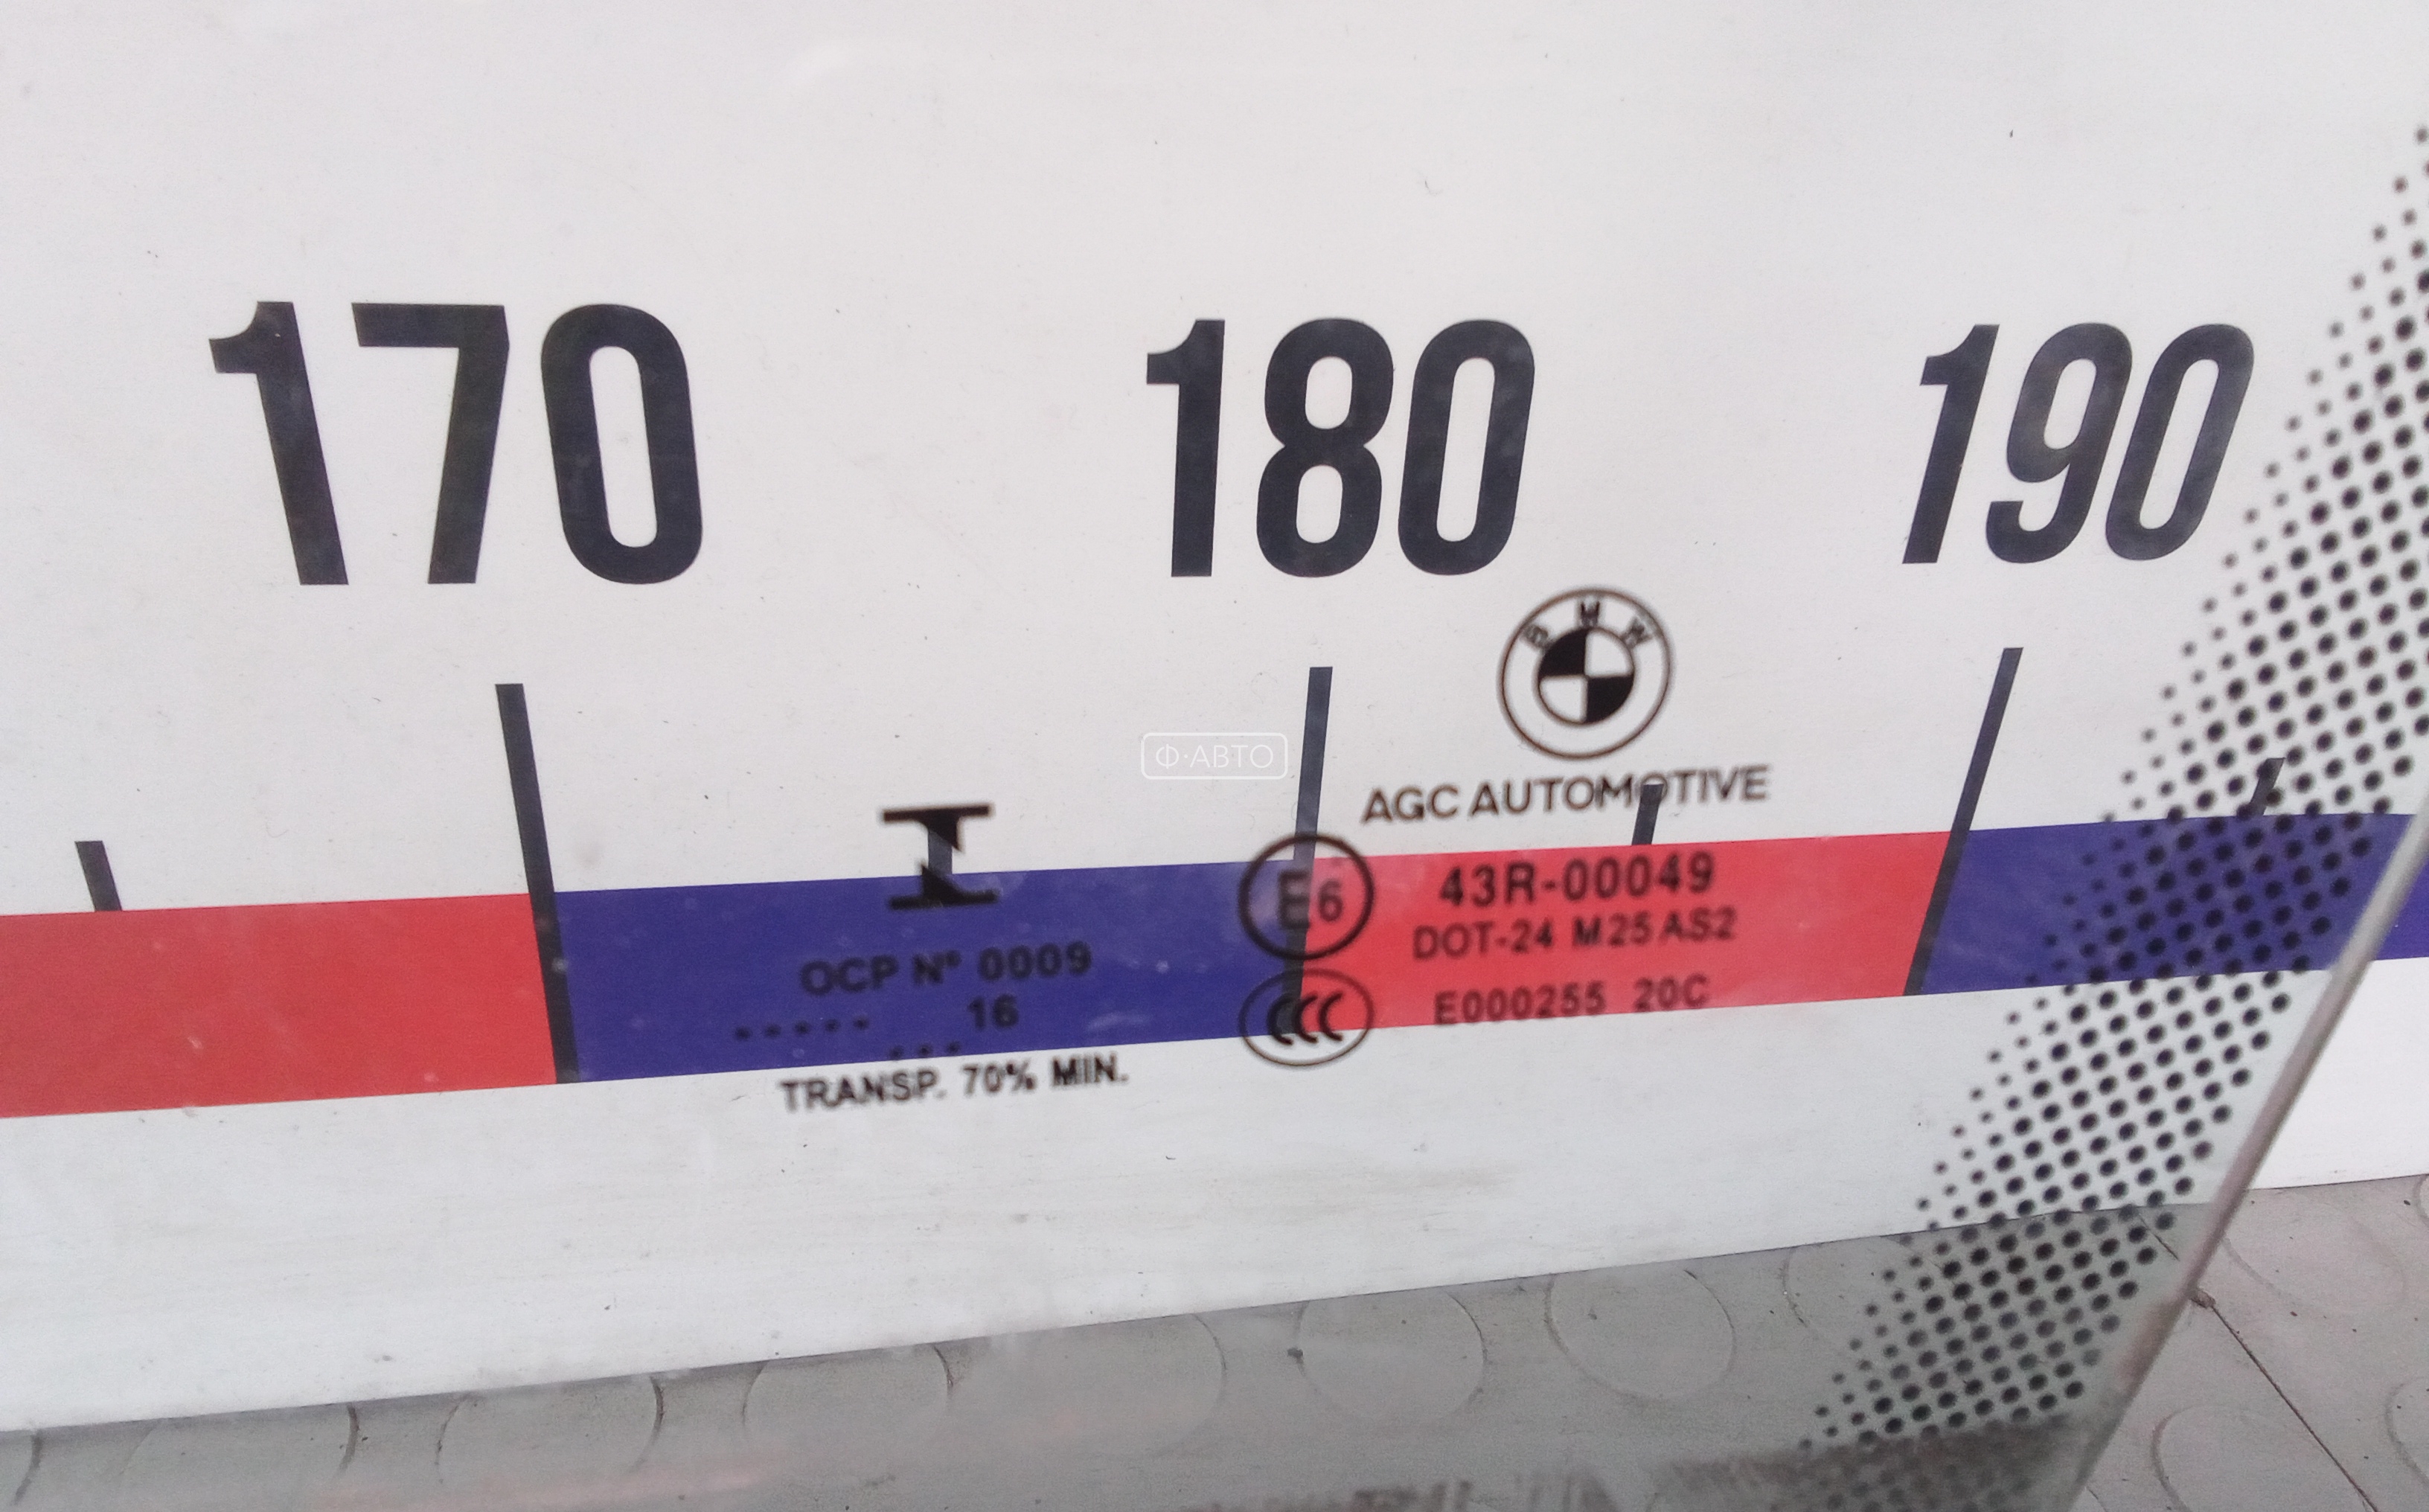 170 180 190
BMW
Ф·АВТО
AGC AUTOMOTIVE
E6 43R-00049
DOT-24 M25 AS2
OCP Nº 0009
CCC E000255 20C
..... 16
...
TRANSP. 70% MIN.